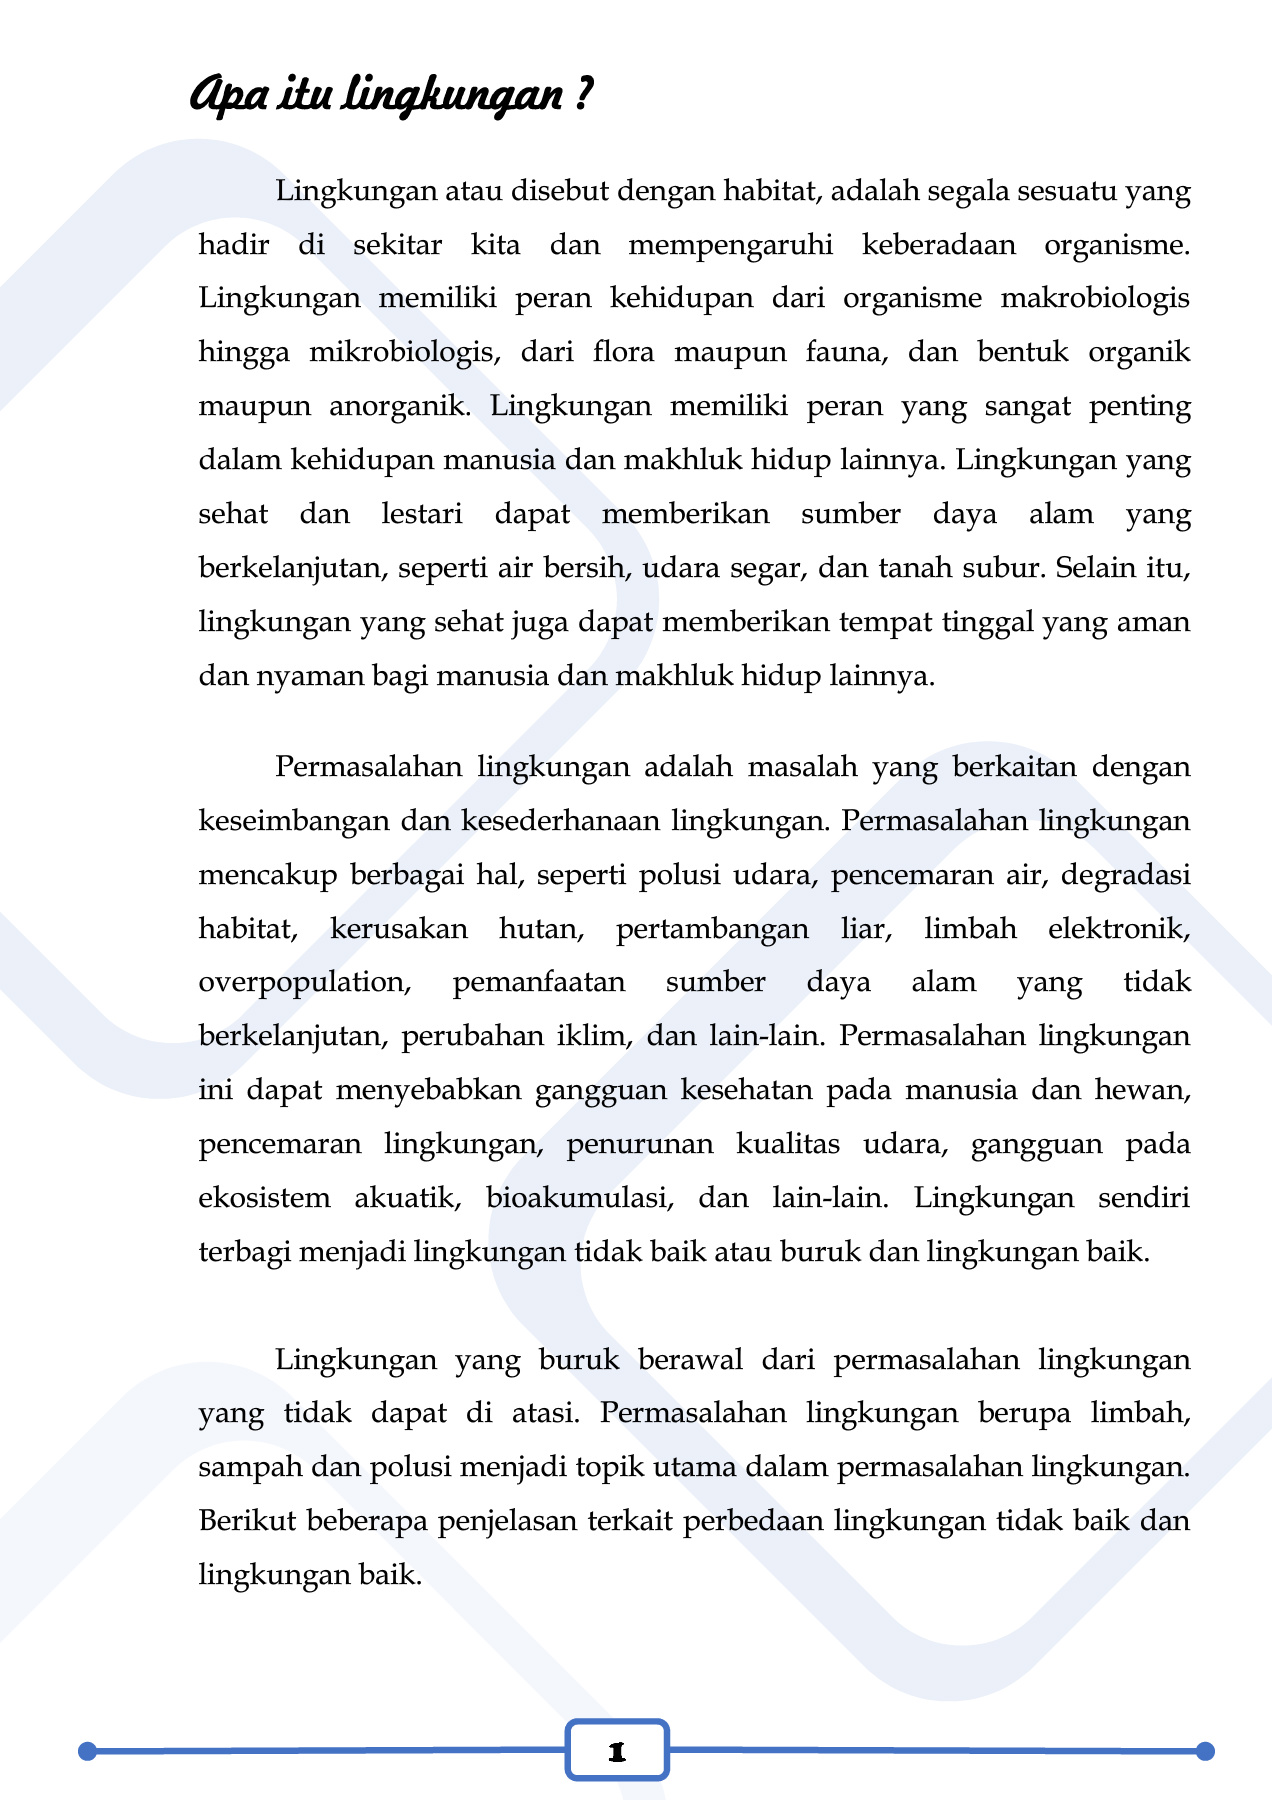 Apa itu lingkungan ?
Lingkungan atau disebut dengan habitat, adalah segala sesuatu yang
hadir di sekitar kita dan mempengaruhi keberadaan organisme.
Lingkungan memiliki peran kehidupan dari organisme makrobiologis
hingga mikrobiologis, dari flora maupun fauna, dan bentuk organik
maupun anorganik. Lingkungan memiliki peran yang sangat penting
dalam kehidupan manusia dan makhluk hidup lainnya. Lingkungan yang
sehat dan lestari dapat memberikan sumber daya alam yang
berkelanjutan, seperti air bersih, udara segar, dan tanah subur. Selain itu,
lingkungan yang sehat juga dapat memberikan tempat tinggal yang aman
dan nyaman bagi manusia dan makhluk hidup lainnya.
Permasalahan lingkungan adalah masalah yang berkaitan dengan
keseimbangan dan kesederhanaan lingkungan. Permasalahan lingkungan
mencakup berbagai hal, seperti polusi udara, pencemaran air, degradasi
habitat, kerusakan hutan, pertambangan liar, limbah elektronik,
overpopulation, pemanfaatan sumber daya alam yang tidak
berkelanjutan, perubahan iklim, dan lain-lain. Permasalahan lingkungan
ini dapat menyebabkan gangguan kesehatan pada manusia dan hewan,
pencemaran lingkungan, penurunan kualitas udara, gangguan pada
ekosistem akuatik, bioakumulasi, dan lain-lain. Lingkungan sendiri
terbagi menjadi lingkungan tidak baik atau buruk dan lingkungan baik.
Lingkungan yang buruk berawal dari permasalahan lingkungan
yang tidak dapat di atasi. Permasalahan lingkungan berupa limbah,
sampah dan polusi menjadi topik utama dalam permasalahan lingkungan.
Berikut beberapa penjelasan terkait perbedaan lingkungan tidak baik dan
lingkungan baik.
1